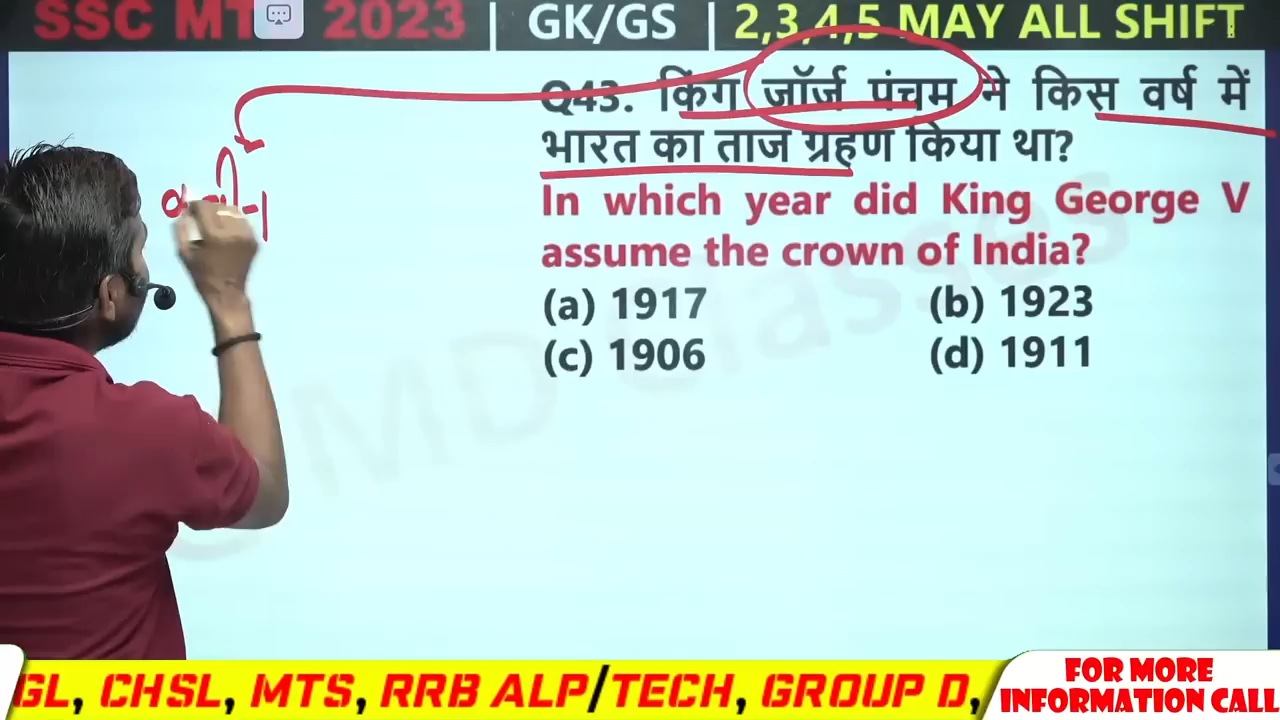 SSC MT 2023 | GK/GS | 2,3,4,5 MAY ALL SHIFT
Q43. किंग जॉर्ज पंचम ने किस वर्ष में
भारत का ताज ग्रहण किया था?
In which year did King George V
assume the crown of India?
(a) 1917 (b) 1923
(c) 1906 (d) 1911
MD Classes
GL, CHSL, MTS, RRB ALP/TECH, GROUP D,
FOR MORE
INFORMATION CALL